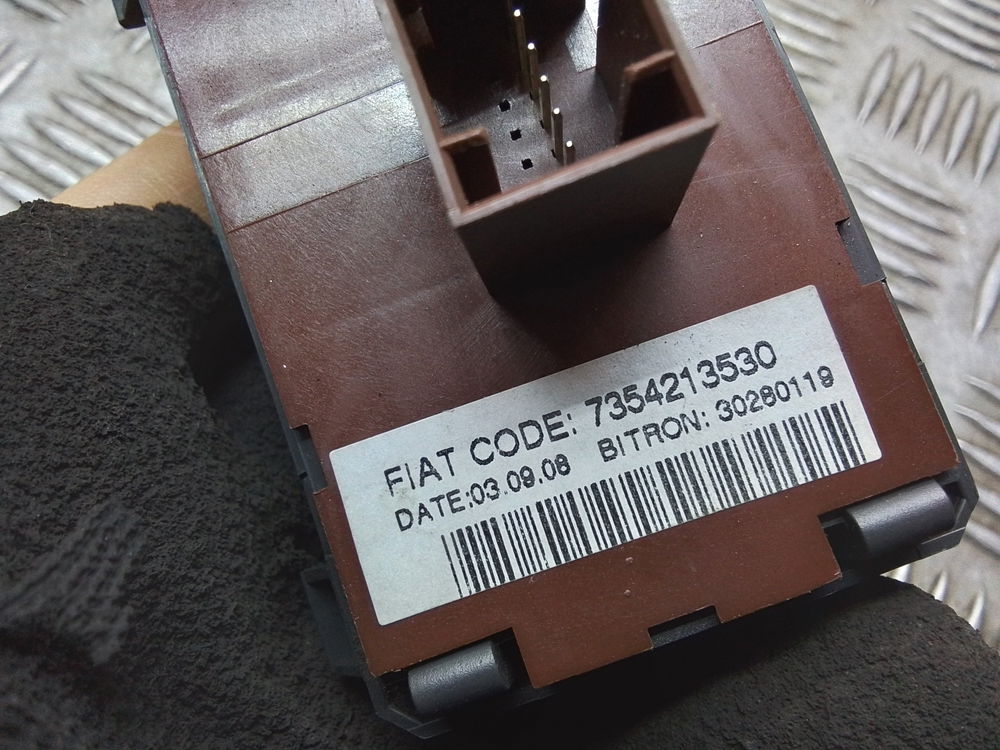 FIAT CODE: 7354213530
DATE:03.09.08 BITRON: 30280119